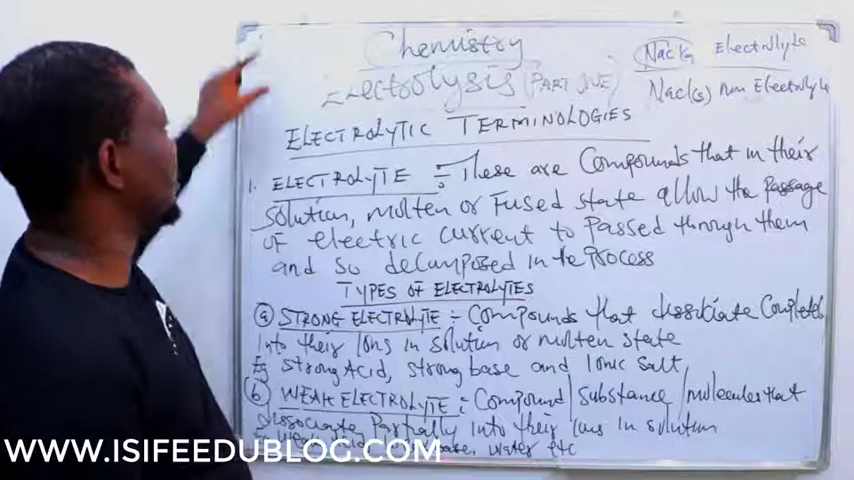 Chemistry
Electrolysis (PART ONE)
Nacl Electrolyte
Nacl(s) non Electrolyte
ELECTROLYTIC TERMINOLOGIES
1. ELECTROLYTE :- These are Compounds that in their
solution, molten or Fused state allow the passage
of electric current to Passed through them
and so decomposed in the Process
TYPES OF ELECTROLYTES
(a) STRONG ELECTROLYTE : Compounds that dissociate Completely
into their Ions in solution or molten state
Eg strong Acid, strong base and Ionic Salt,
(b) WEAK ELECTROLYTE : Compound/Substance/molecules that
Dissociate Partially into their Ions in solution
Weak acid base, water etc
WWW.ISIFEEDUBLOG.COM